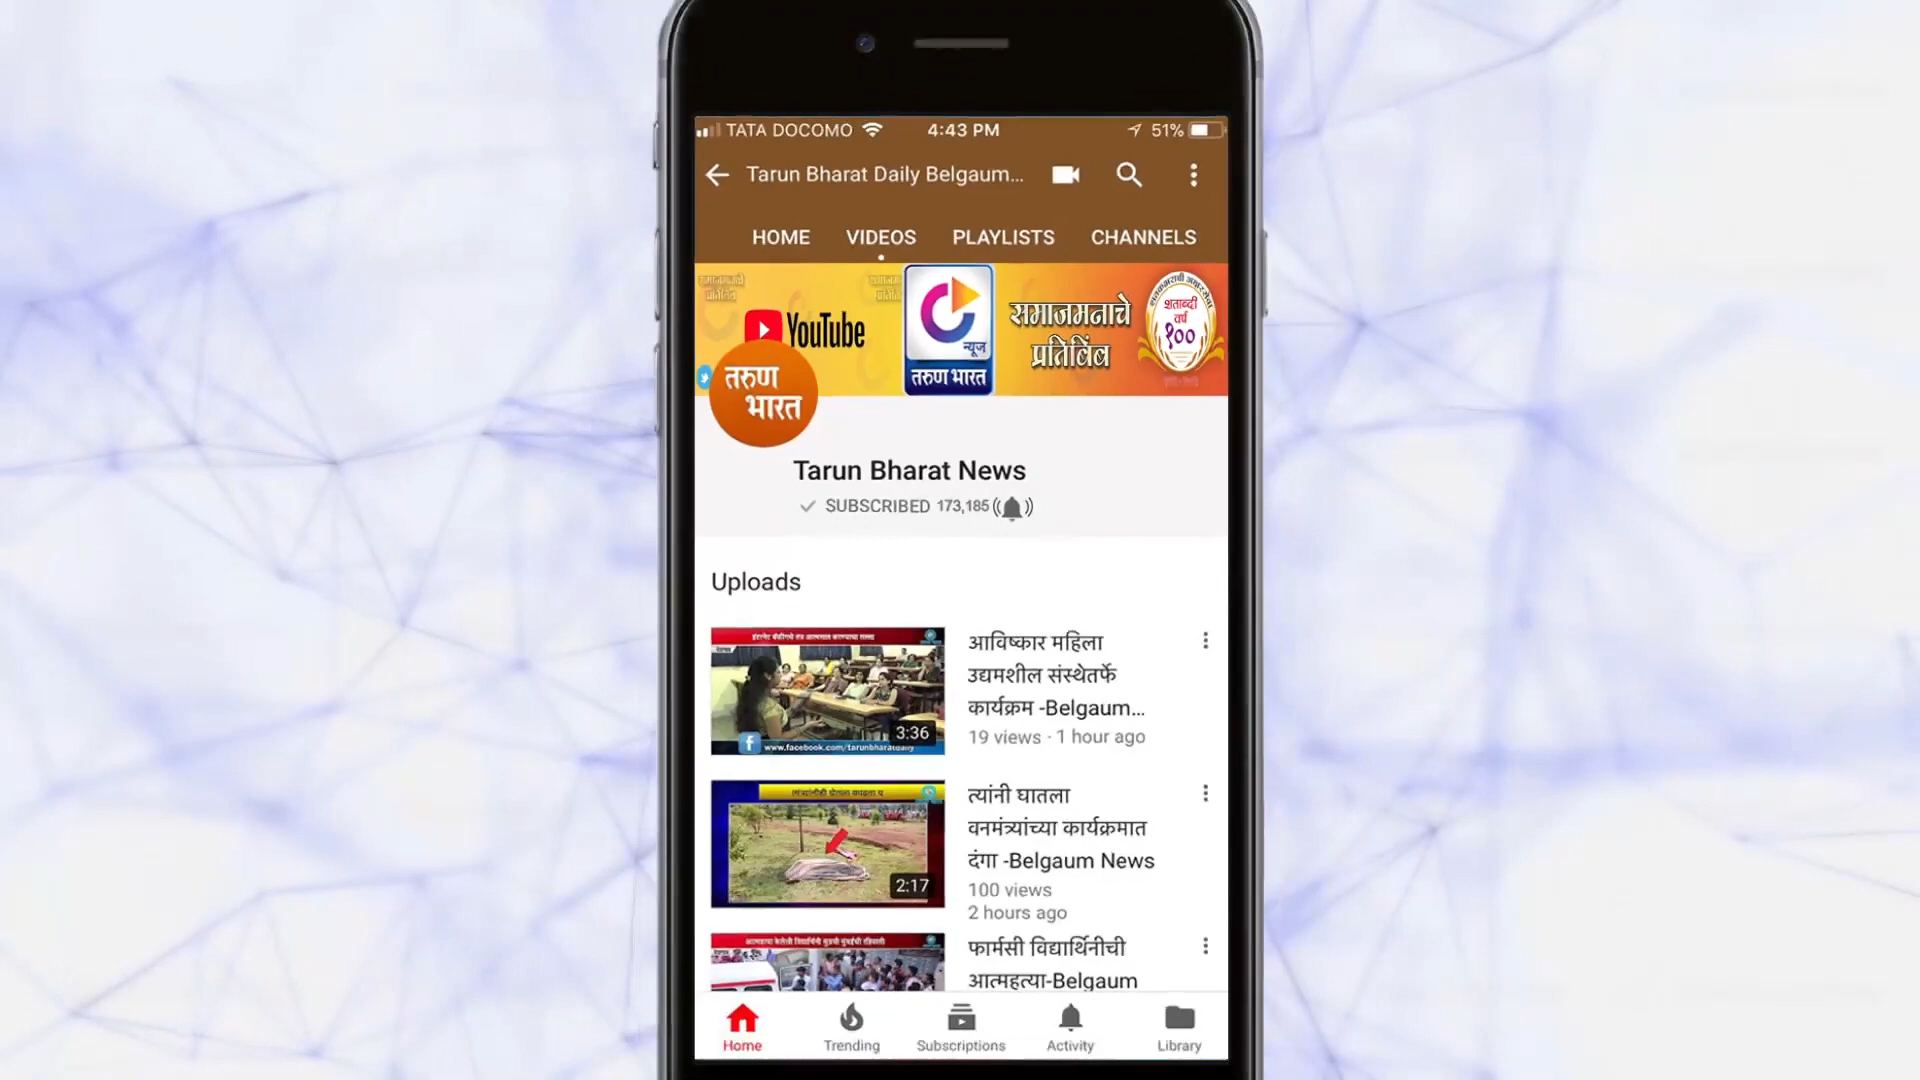 TATA DOCOMO
4:43 PM
51%
Tarun Bharat Daily Belgaum...
HOME VIDEOS PLAYLISTS CHANNELS
YouTube
न्यूज
तरुण भारत
समाजमनाचे
प्रतिबिंब
शताब्दी
वर्ष
१००
तरुण
भारत
Tarun Bharat News
SUBSCRIBED 173,185
Uploads
www.facebook.com/tarunbharatdaily
3:36
आविष्कार महिला
उद्यमशील संस्थेतर्फे
कार्यक्रम -Belgaum...
19 views · 1 hour ago
2:17
त्यांनी घातला
वनमंत्र्यांच्या कार्यक्रमात
दंगा -Belgaum News
100 views
2 hours ago
फार्मसी विद्यार्थिनीची
आत्महत्या-Belgaum
Home Trending Subscriptions Activity Library